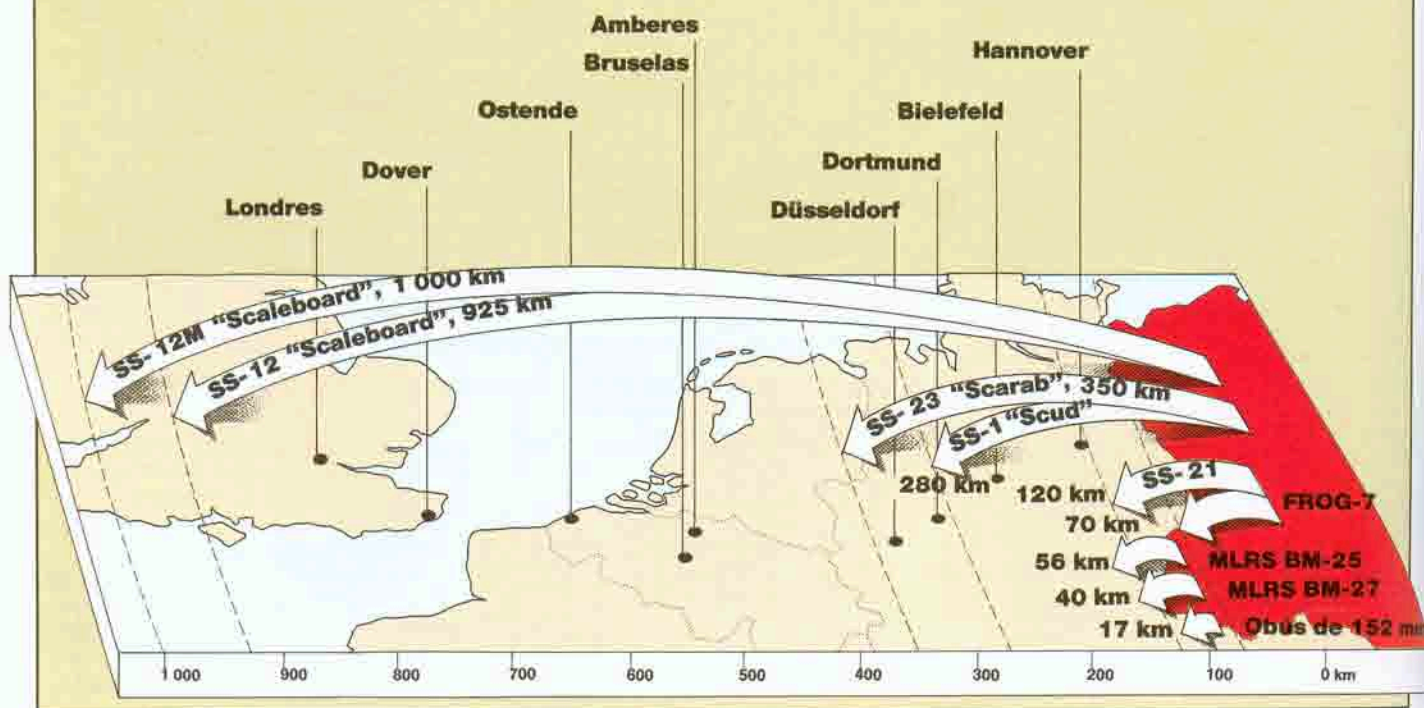 Amberes
Bruselas
Hannover
Ostende
Bielefeld
Dover
Dortmund
Londres
Düsseldorf
SS-12M “Scaleboard”, 1 000 km
SS-12 “Scaleboard”, 925 km
SS-23 “Scarab”, 350 km
SS-1 “Scud”
280 km
SS-21
120 km
FROG-7
70 km
56 km
MLRS BM-25
MLRS BM-27
40 km
17 km
Obús de 152 mm
1 000 900 800 700 600 500 400 300 200 100 0 km